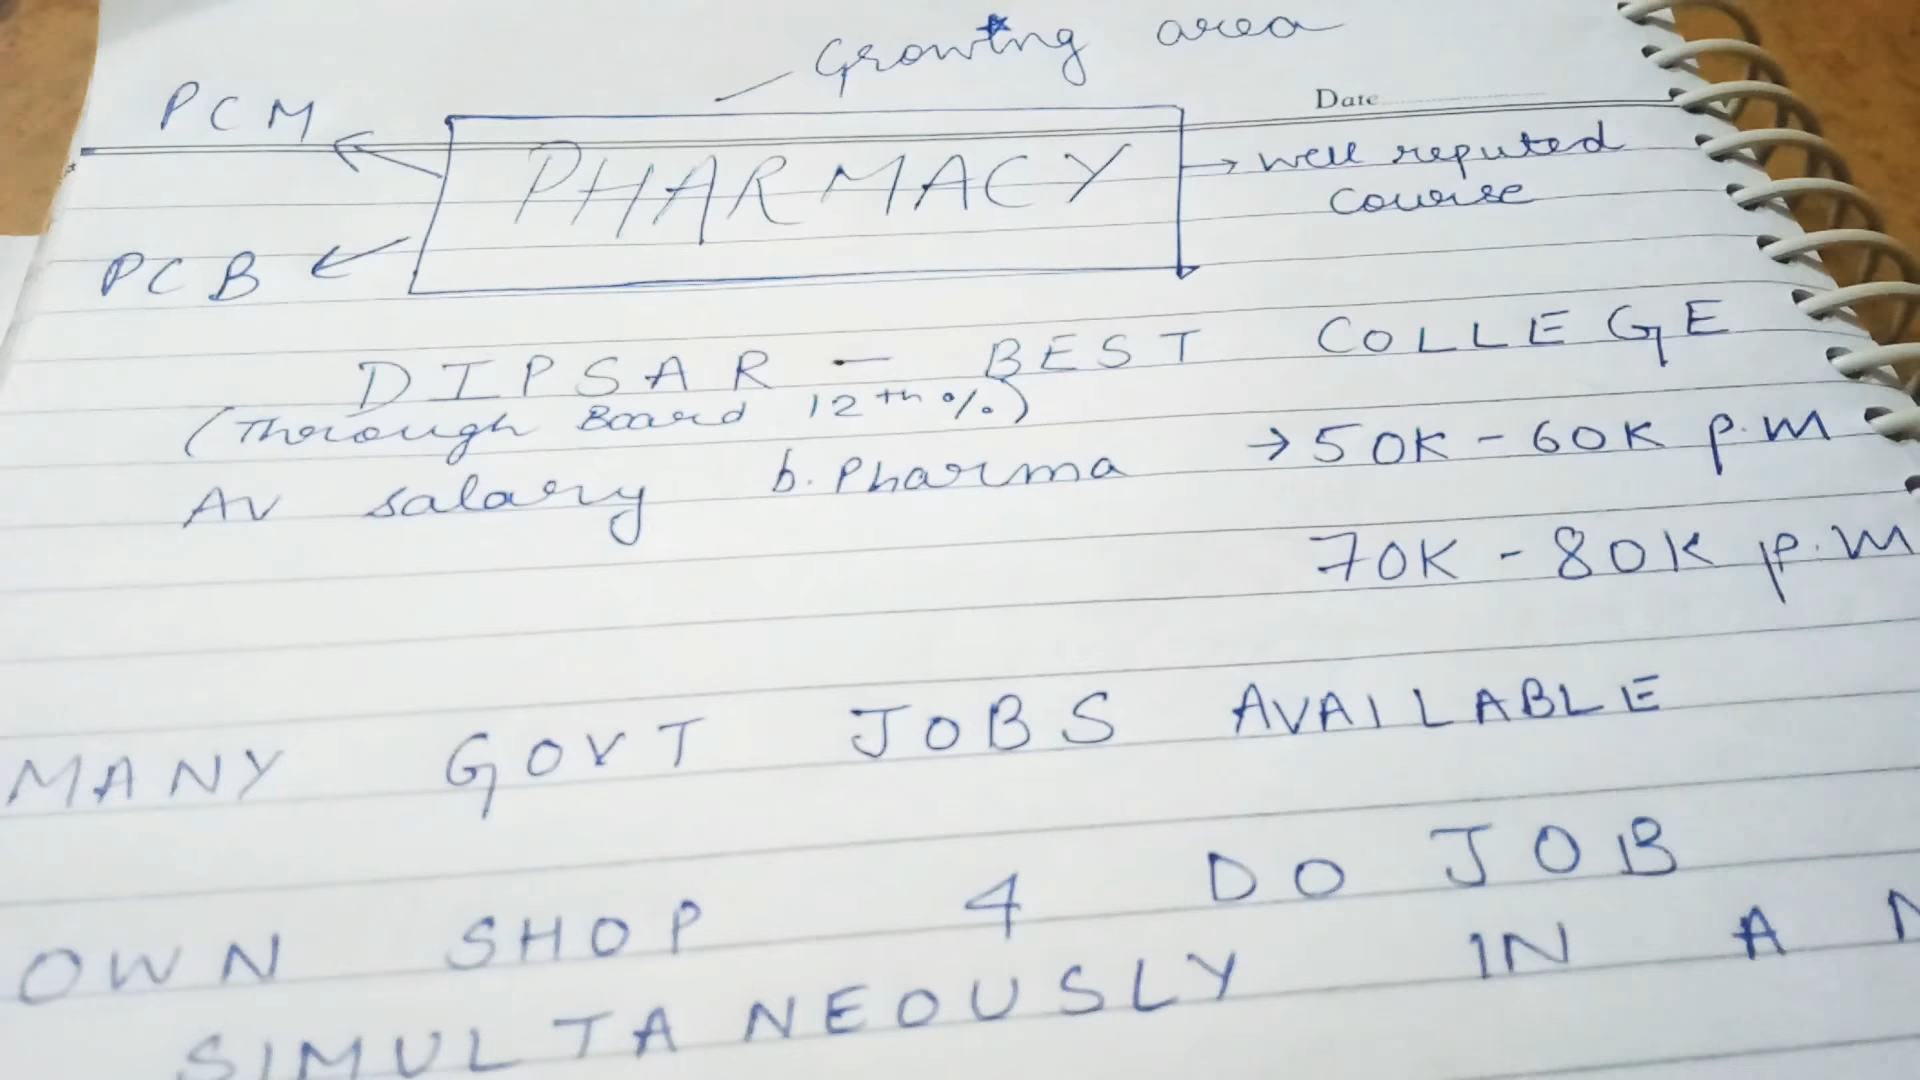 Growing area
PCM
Date
PHARMACY
→ well reputed
course
PCB
DIPSAR - BEST COLLEGE
(Through Board 12th %)
AV salary b. Pharma → 50K - 60K p.m
70K - 80K p.m
MANY GOVT JOBS AVAILABLE
OWN SHOP 4 DO JOB
SIMULTANEOUSLY IN A